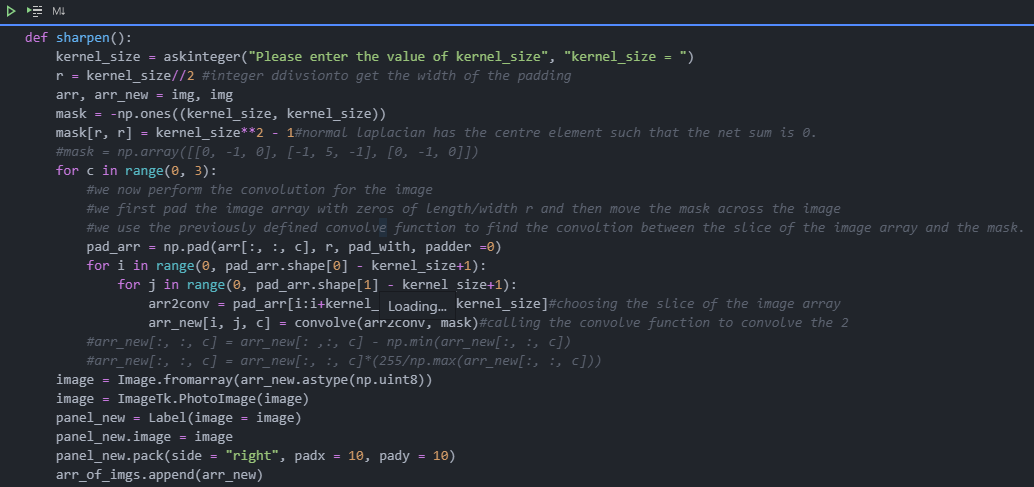 M↓
def sharpen():
    kernel_size = askinteger("Please enter the value of kernel_size", "kernel_size = ")
    r = kernel_size//2 #integer ddivsionto get the width of the padding
    arr, arr_new = img, img
    mask = -np.ones((kernel_size, kernel_size))
    mask[r, r] = kernel_size**2 - 1#normal laplacian has the centre element such that the net sum is 0.
    #mask = np.array([[0, -1, 0], [-1, 5, -1], [0, -1, 0]])
    for c in range(0, 3):
        #we now perform the convolution for the image
        #we first pad the image array with zeros of length/width r and then move the mask across the image
        #we use the previously defined convolve function to find the convoltion between the slice of the image array and the mask.
        pad_arr = np.pad(arr[:, :, c], r, pad_with, padder =0)
        for i in range(0, pad_arr.shape[0] - kernel_size+1):
            for j in range(0, pad_arr.shape[1] - kernel_size+1):
                arr2conv = pad_arr[i:i+kernel_ Loading... kernel_size]#choosing the slice of the image array
                arr_new[i, j, c] = convolve(arr2conv, mask)#calling the convolve function to convolve the 2
        #arr_new[:, :, c] = arr_new[: ,:, c] - np.min(arr_new[:, :, c])
        #arr_new[:, :, c] = arr_new[:, :, c]*(255/np.max(arr_new[:, :, c]))
    image = Image.fromarray(arr_new.astype(np.uint8))
    image = ImageTk.PhotoImage(image)
    panel_new = Label(image = image)
    panel_new.image = image
    panel_new.pack(side = "right", padx = 10, pady = 10)
    arr_of_imgs.append(arr_new)